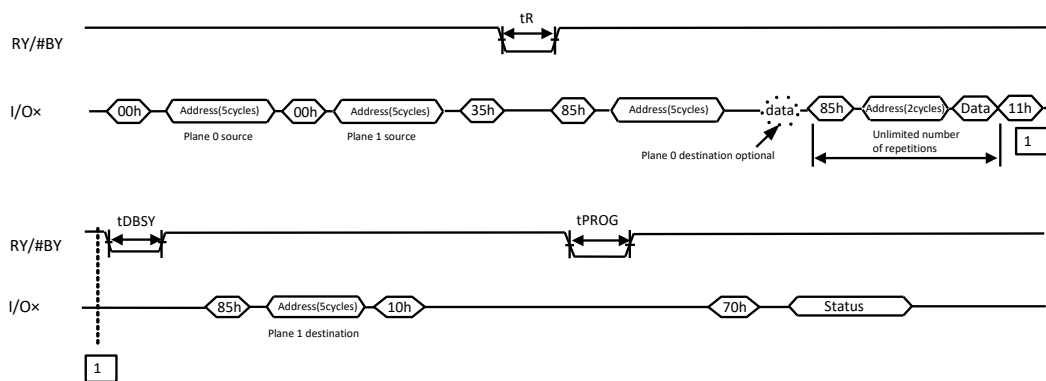 tR
RY/#BY
I/O×
00h
Address(5cycles)
00h
Address(5cycles)
35h
85h
Address(5cycles)
data
85h
Address(2cycles)
Data
11h
Plane 0 source
Plane 1 source
Plane 0 destination optional
Unlimited number
of repetitions
1
tDBSY
tPROG
RY/#BY
I/O×
85h
Address(5cycles)
10h
70h
Status
Plane 1 destination
1